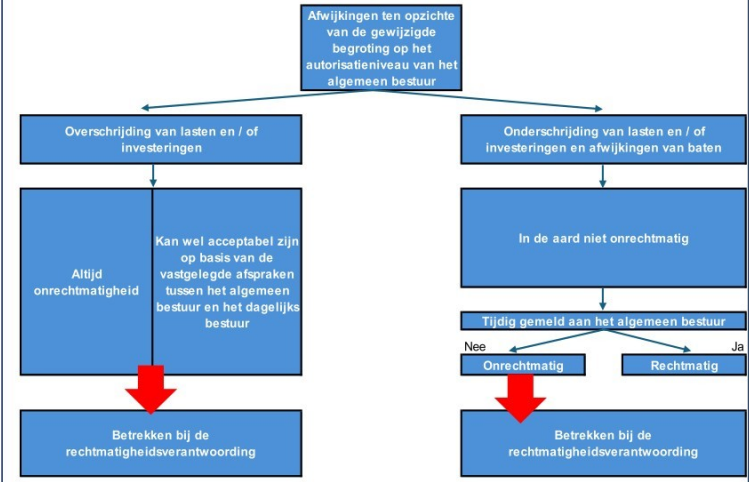 Afwijkingen ten opzichte
van de gewijzigde
begroting op het
autorisatieniveau van het
algemeen bestuur
Overschrijding van lasten en / of
investeringen
Onderschrijding van lasten en / of
investeringen en afwijkingen van baten
Altijd
onrechtmatigheid
Kan wel acceptabel zijn
op basis van de
vastgelegde afspraken
tussen het algemeen
bestuur en het dagelijks
bestuur
In de aard niet onrechtmatig
Tijdig gemeld aan het algemeen bestuur
Nee
Ja
Onrechtmatig
Rechtmatig
Betrekken bij de
rechtmatigheidsverantwoording
Betrekken bij de
rechtmatigheidsverantwoording